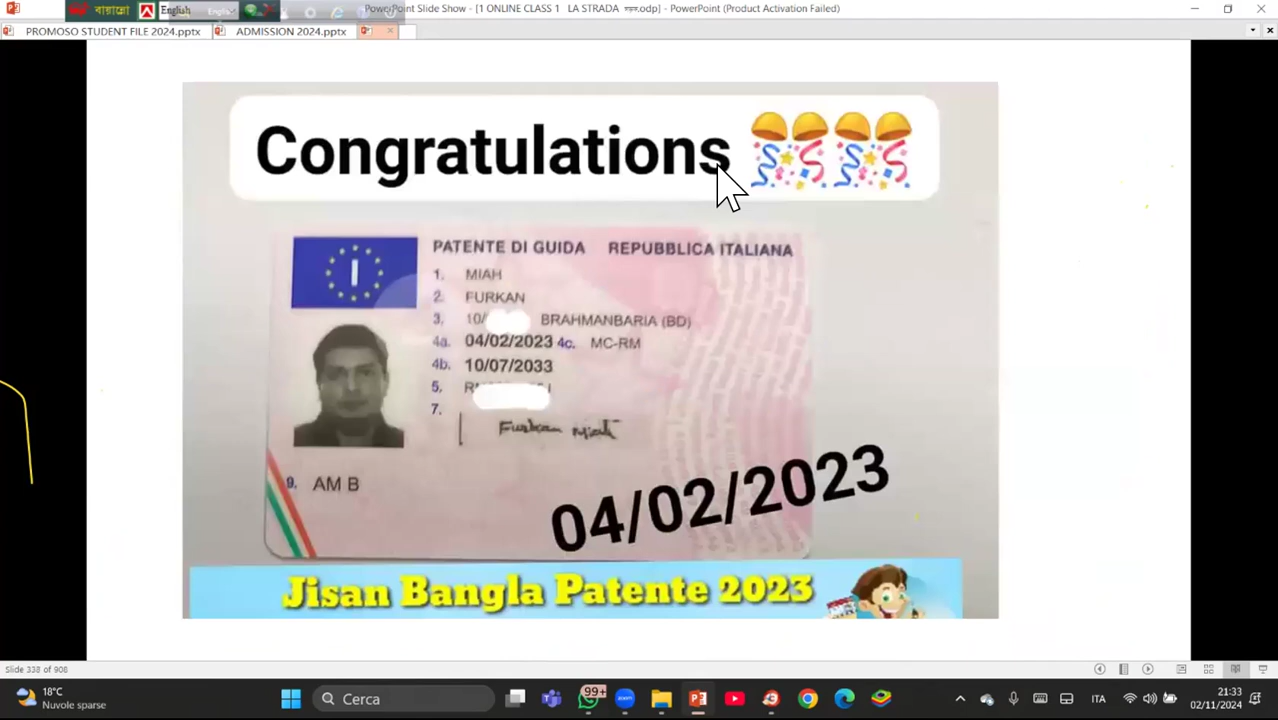 PowerPoint Slide Show - [1 ONLINE CLASS 1 LA STRADA .odp] - PowerPoint (Product Activation Failed)
English
PROMOSO STUDENT FILE 2024.pptx
ADMISSION 2024.pptx
Congratulations
PATENTE DI GUIDA REPUBBLICA ITALIANA
I
1. MIAH
2. FURKAN
3. 10/ BRAHMANBARIA (BD)
4a. 04/02/2023 4c. MC-RM
4b. 10/07/2033
5.
7.
Furkan Miah
9. AM B
04/02/2023
Jisan Bangla Patente 2023
Slide 338 of 908
18°C
Nuvole sparse
Cerca
99+
zoom
ITA
21:33
02/11/2024